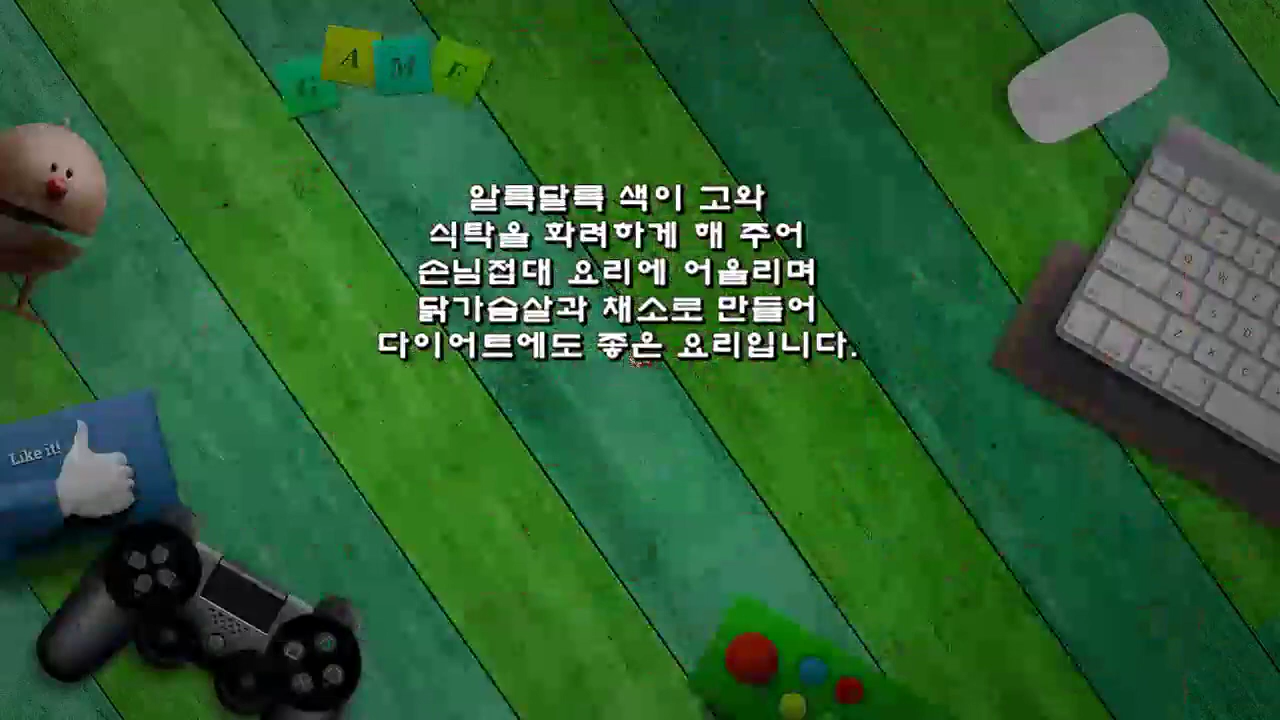 GAME
알록달록 색이 고와
식탁을 화려하게 해 주어
손님접대 요리에 어울리며
닭가슴살과 채소로 만들어
다이어트에도 좋은 요리입니다.
Like it!